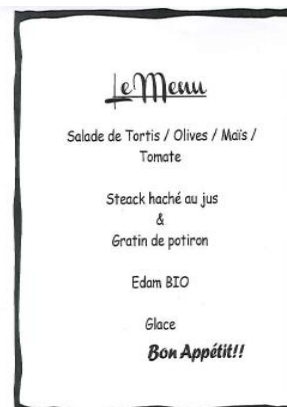 Le Menu
Salade de Tortis / Olives / Maïs /
Tomate
Steack haché au jus
&
Gratin de potiron
Edam BIO
Glace
Bon Appétit!!